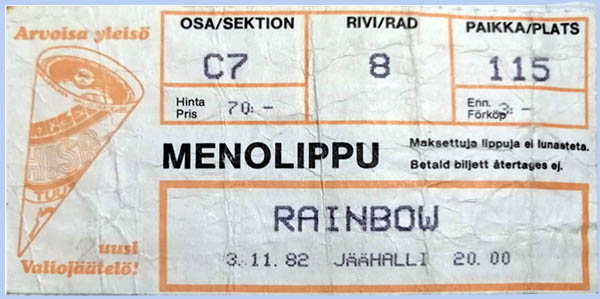 Arvoisa yleisö
OSA/SEKTION
C7
RIVI/RAD
8
PAIKKA/PLATS
115
Hinta
Pris
70:-
Enn.
Förköp
3:-
MENOLIPPU
Maksettuja lippuja ei lunasteta.
Betald biljett återtages ej.
RAINBOW
3.11.82 JÄÄHALLI 20.00
uusi
Valiojäätelö!